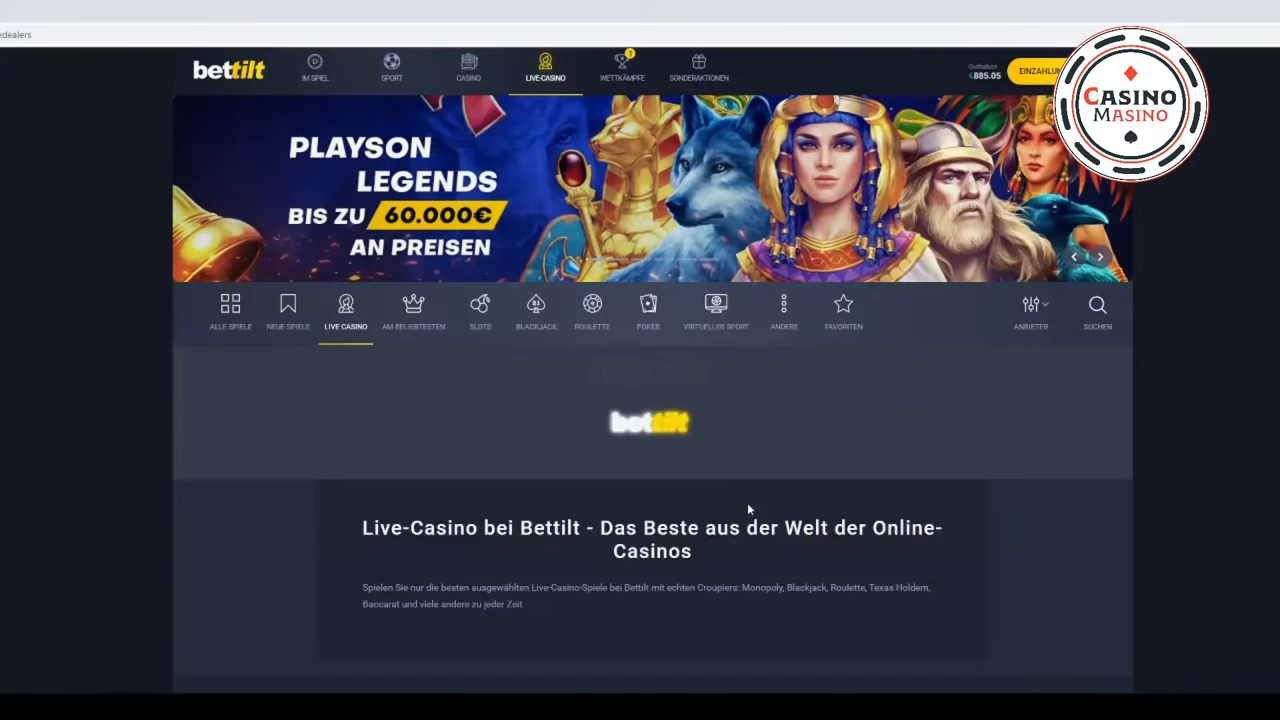 edealers
bettilt
IM SPIEL
SPORT
CASINO
LIVE-CASINO
1
WETTKÄMPFE
SONDERAKTIONEN
Guthaben
€885.05
EINZAHLUN
CASINO
MASINO
PLAYSON
LEGENDS
BIS ZU 60.000€
AN PREISEN
ALLE SPIELE
NEUE SPIELE
LIVE CASINO
AM BELIEBTESTEN
SLOTS
BLACKJACK
ROULETTE
POKER
VIRTUELLER SPORT
ANDERE
FAVORITEN
ANBIETER
SUCHEN
bettilt
Live-Casino bei Bettilt - Das Beste aus der Welt der Online-
Casinos
Spielen Sie nur die besten ausgewählten Live-Casino-Spiele bei Bettilt mit echten Croupiers: Monopoly, Blackjack, Roulette, Texas Holdem,
Baccarat und viele andere zu jeder Zeit